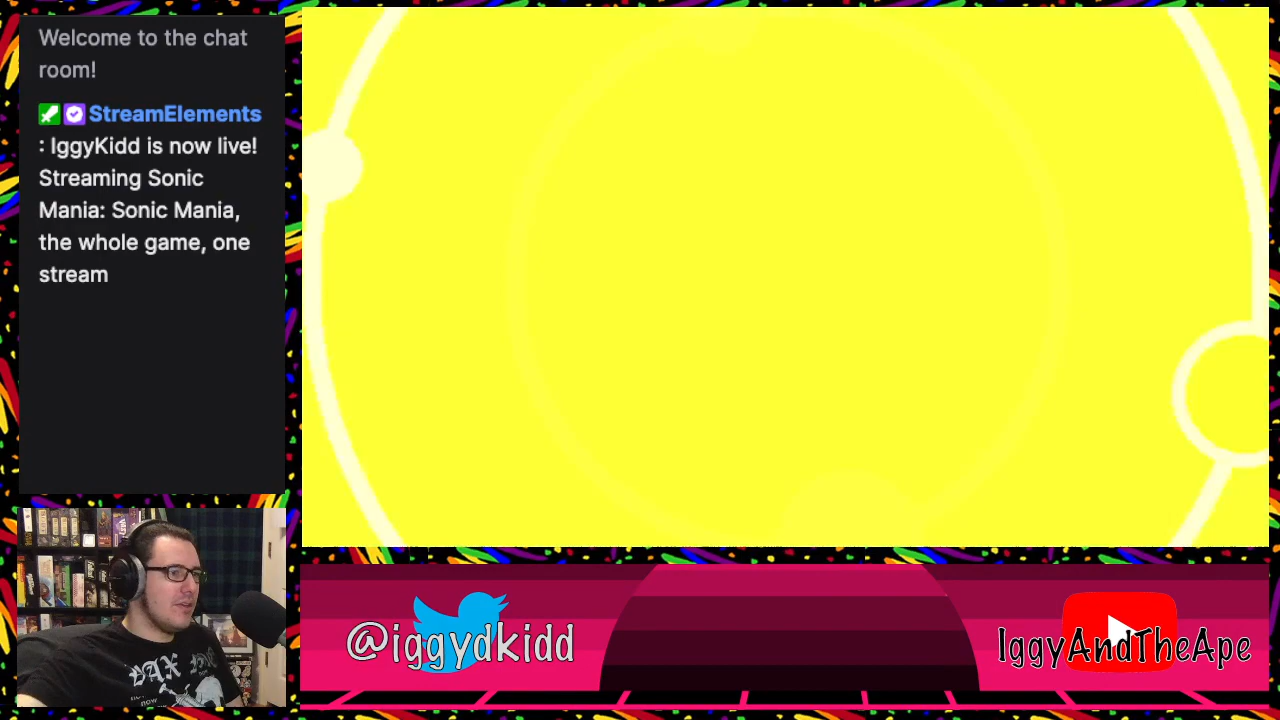 Welcome to the chat
room!
StreamElements
: IggyKidd is now live!
Streaming Sonic
Mania: Sonic Mania,
the whole game, one
stream
@iggydkidd
IggyAndTheApe